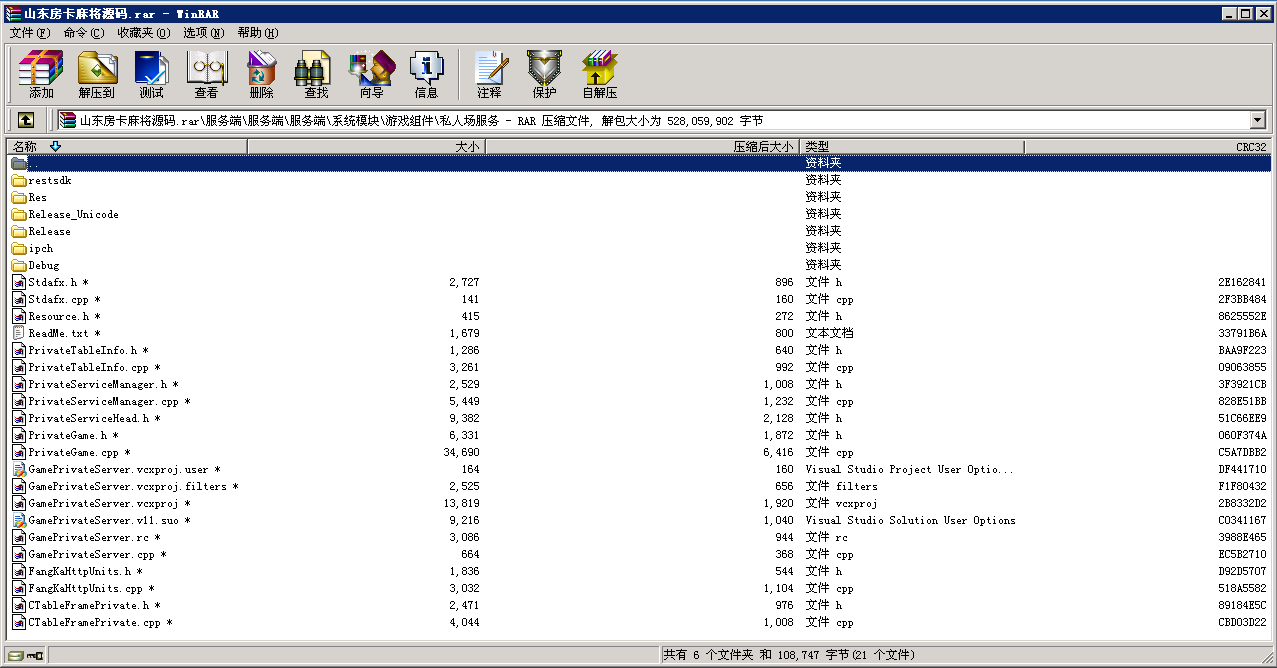 山东房卡麻将源码.rar - WinRAR
文件(F) 命令(C) 收藏夹(O) 选项(N) 帮助(H)
添加 解压到 测试 查看 删除 查找 向导 信息 注释 保护 自解压
山东房卡麻将源码.rar\服务端\服务端\服务端\系统模块\游戏组件\私人场服务 - RAR 压缩文件, 解包大小为 528,059,902 字节
名称 大小 压缩后大小 类型 CRC32
.. 资料夹
restsdk 资料夹
Res 资料夹
Release_Unicode 资料夹
Release 资料夹
ipch 资料夹
Debug 资料夹
Stdafx.h * 2,727 896 文件 h 2E162841
Stdafx.cpp * 141 160 文件 cpp 2F3BB484
Resource.h * 415 272 文件 h 8625552E
ReadMe.txt * 1,679 800 文本文档 33791B6A
PrivateTableInfo.h * 1,286 640 文件 h BAA9F223
PrivateTableInfo.cpp * 3,261 992 文件 cpp 09063855
PrivateServiceManager.h * 2,529 1,008 文件 h 3F3921CB
PrivateServiceManager.cpp * 5,449 1,232 文件 cpp 828E51BB
PrivateServiceHead.h * 9,382 2,128 文件 h 51C66EE9
PrivateGame.h * 6,331 1,872 文件 h 060F374A
PrivateGame.cpp * 34,690 6,416 文件 cpp C5A7DBB2
GamePrivateServer.vcxproj.user * 164 160 Visual Studio Project User Optio... DF441710
GamePrivateServer.vcxproj.filters * 2,525 656 文件 filters F1F80432
GamePrivateServer.vcxproj * 13,819 1,920 文件 vcxproj 2B8332D2
GamePrivateServer.v11.suo * 9,216 1,040 Visual Studio Solution User Options C0341167
GamePrivateServer.rc * 3,086 944 文件 rc 3988E465
GamePrivateServer.cpp * 664 368 文件 cpp EC5B2710
FangKaHttpUnits.h * 1,836 544 文件 h D92D5707
FangKaHttpUnits.cpp * 3,032 1,104 文件 cpp 518A5582
CTableFramePrivate.h * 2,471 976 文件 h 89184E5C
CTableFramePrivate.cpp * 4,044 1,008 文件 cpp CBD03D22
共有 6 个文件夹 和 108,747 字节(21 个文件)